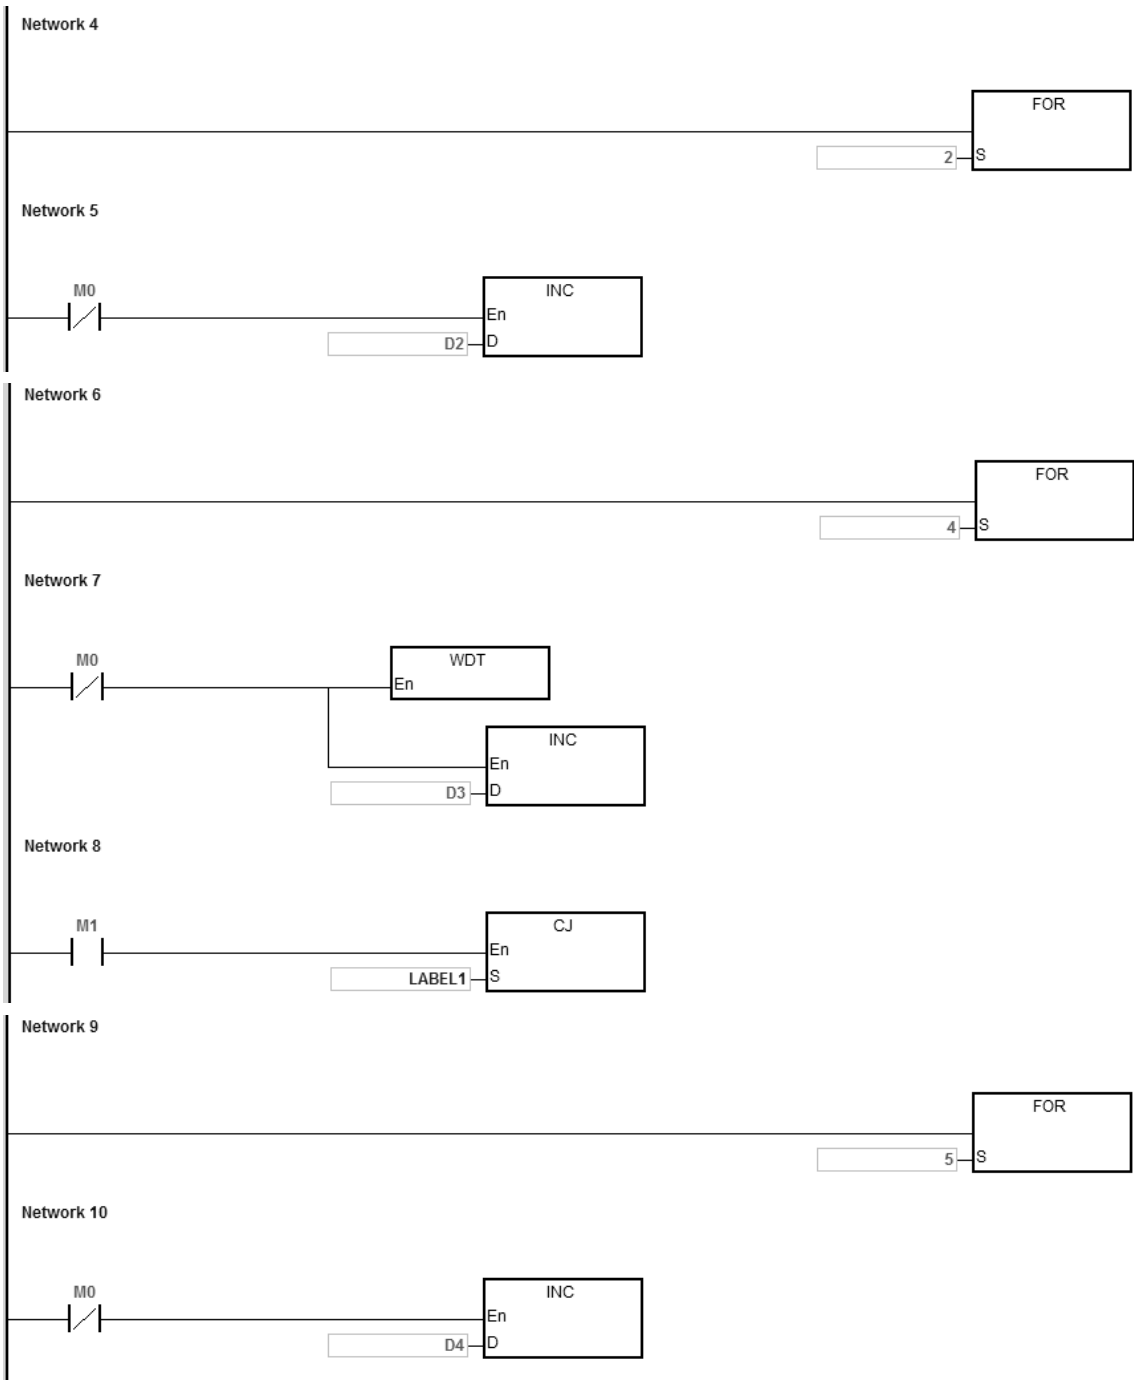 Network 4
FOR
2 S
Network 5
M0
INC
En
D2 D
Network 6
FOR
4 S
Network 7
M0
WDT
En
INC
En
D3 D
Network 8
M1
CJ
En
LABEL1 S
Network 9
FOR
5 S
Network 10
M0
INC
En
D4 D